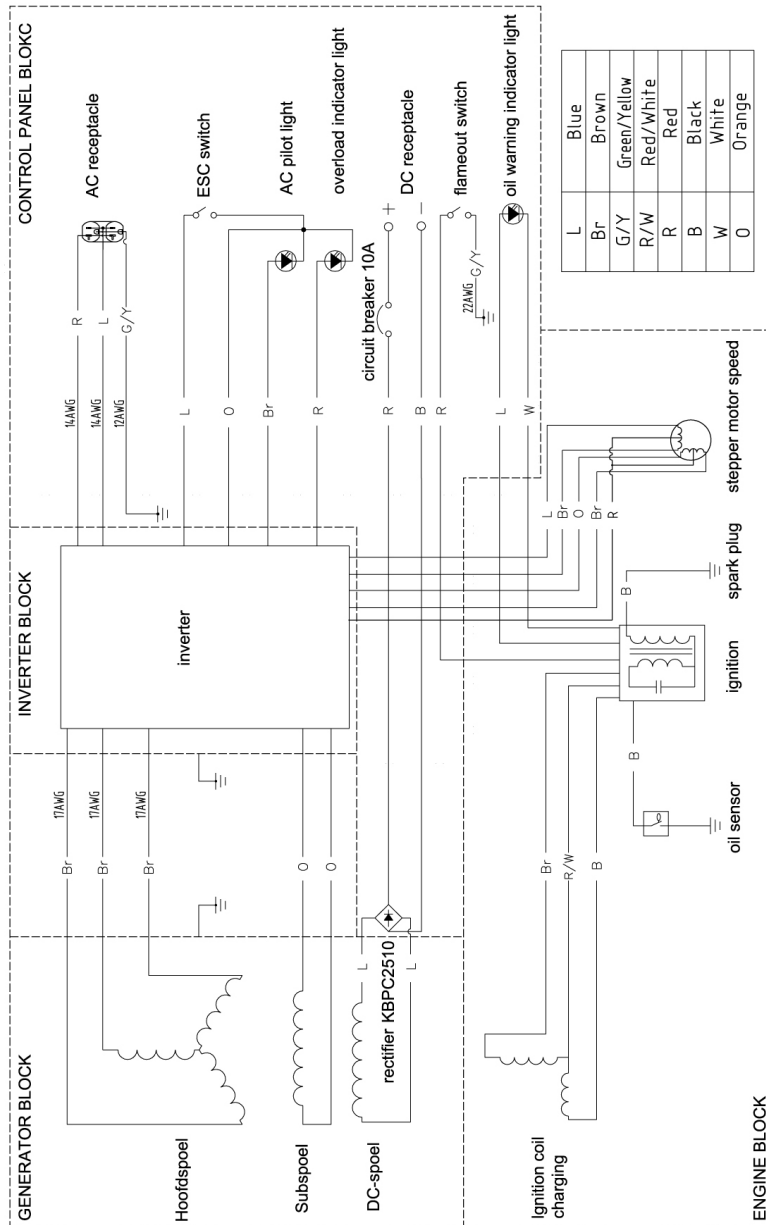 GENERATOR BLOCK
INVERTER BLOCK
CONTROL PANEL BLOKC
Hoofdspoel
Br
Br
Br
17AWG
17AWG
17AWG
inverter
14AWG
14AWG
12AWG
R
L
G/Y
AC receptacle
L
ESC switch
O
Br
AC pilot light
R
overload indicator light
Subspoel
O
O
DC-spoel
L
L
rectifier KBPC2510
R
circuit breaker 10A
+
DC receptacle
B
−
R
flameout switch
22AWG
G/Y
L
W
oil warning indicator light
Ignition coil
charging
Br
R/W
B
B
oil sensor
ignition
B
spark plug
L
Br
O
Br
R
stepper motor speed
L Blue
Br Brown
G/Y Green/Yellow
R/W Red/White
R Red
B Black
W White
O Orange
ENGINE BLOCK